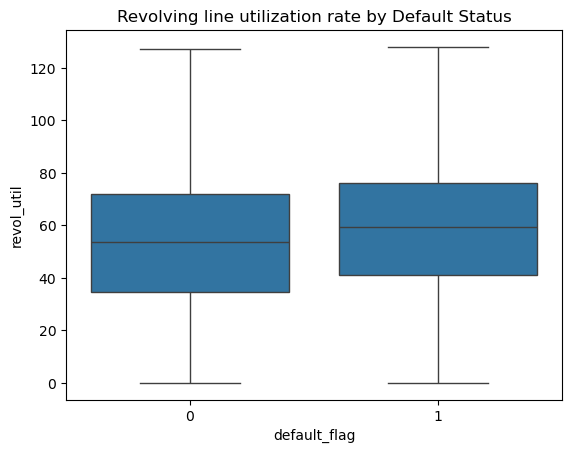 Revolving line utilization rate by Default Status
revol_util
120
100
80
60
40
20
0
0 1
default_flag